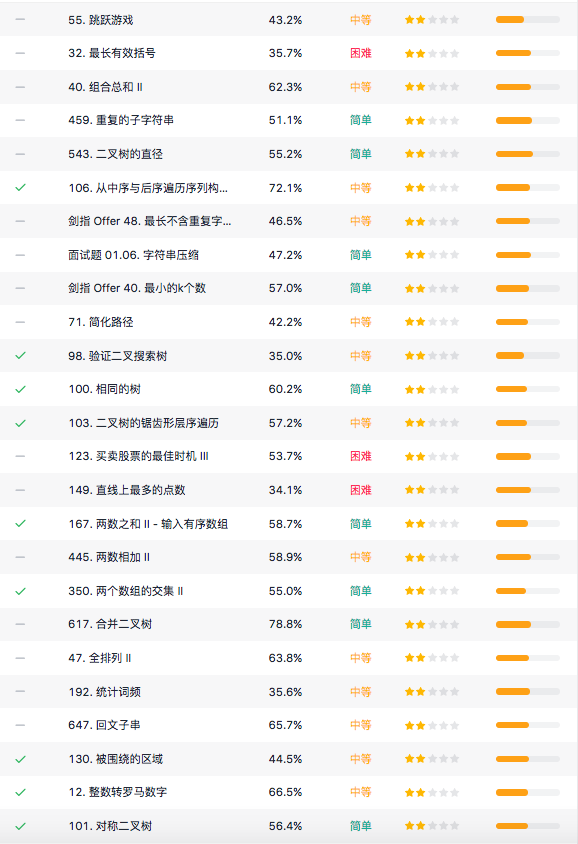 55. 跳跃游戏 43.2% 中等
32. 最长有效括号 35.7% 困难
40. 组合总和 II 62.3% 中等
459. 重复的子字符串 51.1% 简单
543. 二叉树的直径 55.2% 简单
106. 从中序与后序遍历序列构... 72.1% 中等
剑指 Offer 48. 最长不含重复字... 46.5% 中等
面试题 01.06. 字符串压缩 47.2% 简单
剑指 Offer 40. 最小的k个数 57.0% 简单
71. 简化路径 42.2% 中等
98. 验证二叉搜索树 35.0% 中等
100. 相同的树 60.2% 简单
103. 二叉树的锯齿形层序遍历 57.2% 中等
123. 买卖股票的最佳时机 III 53.7% 困难
149. 直线上最多的点数 34.1% 困难
167. 两数之和 II - 输入有序数组 58.7% 简单
445. 两数相加 II 58.9% 中等
350. 两个数组的交集 II 55.0% 简单
617. 合并二叉树 78.8% 简单
47. 全排列 II 63.8% 中等
192. 统计词频 35.6% 中等
647. 回文子串 65.7% 中等
130. 被围绕的区域 44.5% 中等
12. 整数转罗马数字 66.5% 中等
101. 对称二叉树 56.4% 简单